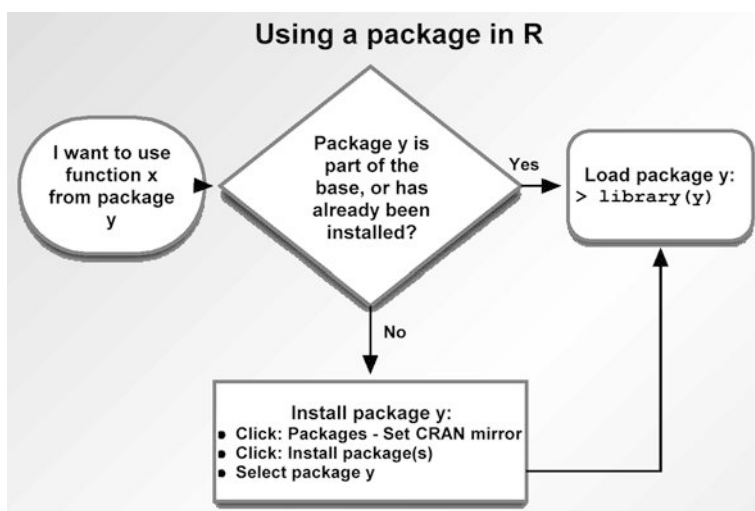 Using a package in R
I want to use
function x
from package
y
Package y is
part of the
base, or has
already been
installed?
Yes
Load package y:
> library(y)
No
Install package y:
• Click: Packages - Set CRAN mirror
• Click: Install package(s)
• Select package y